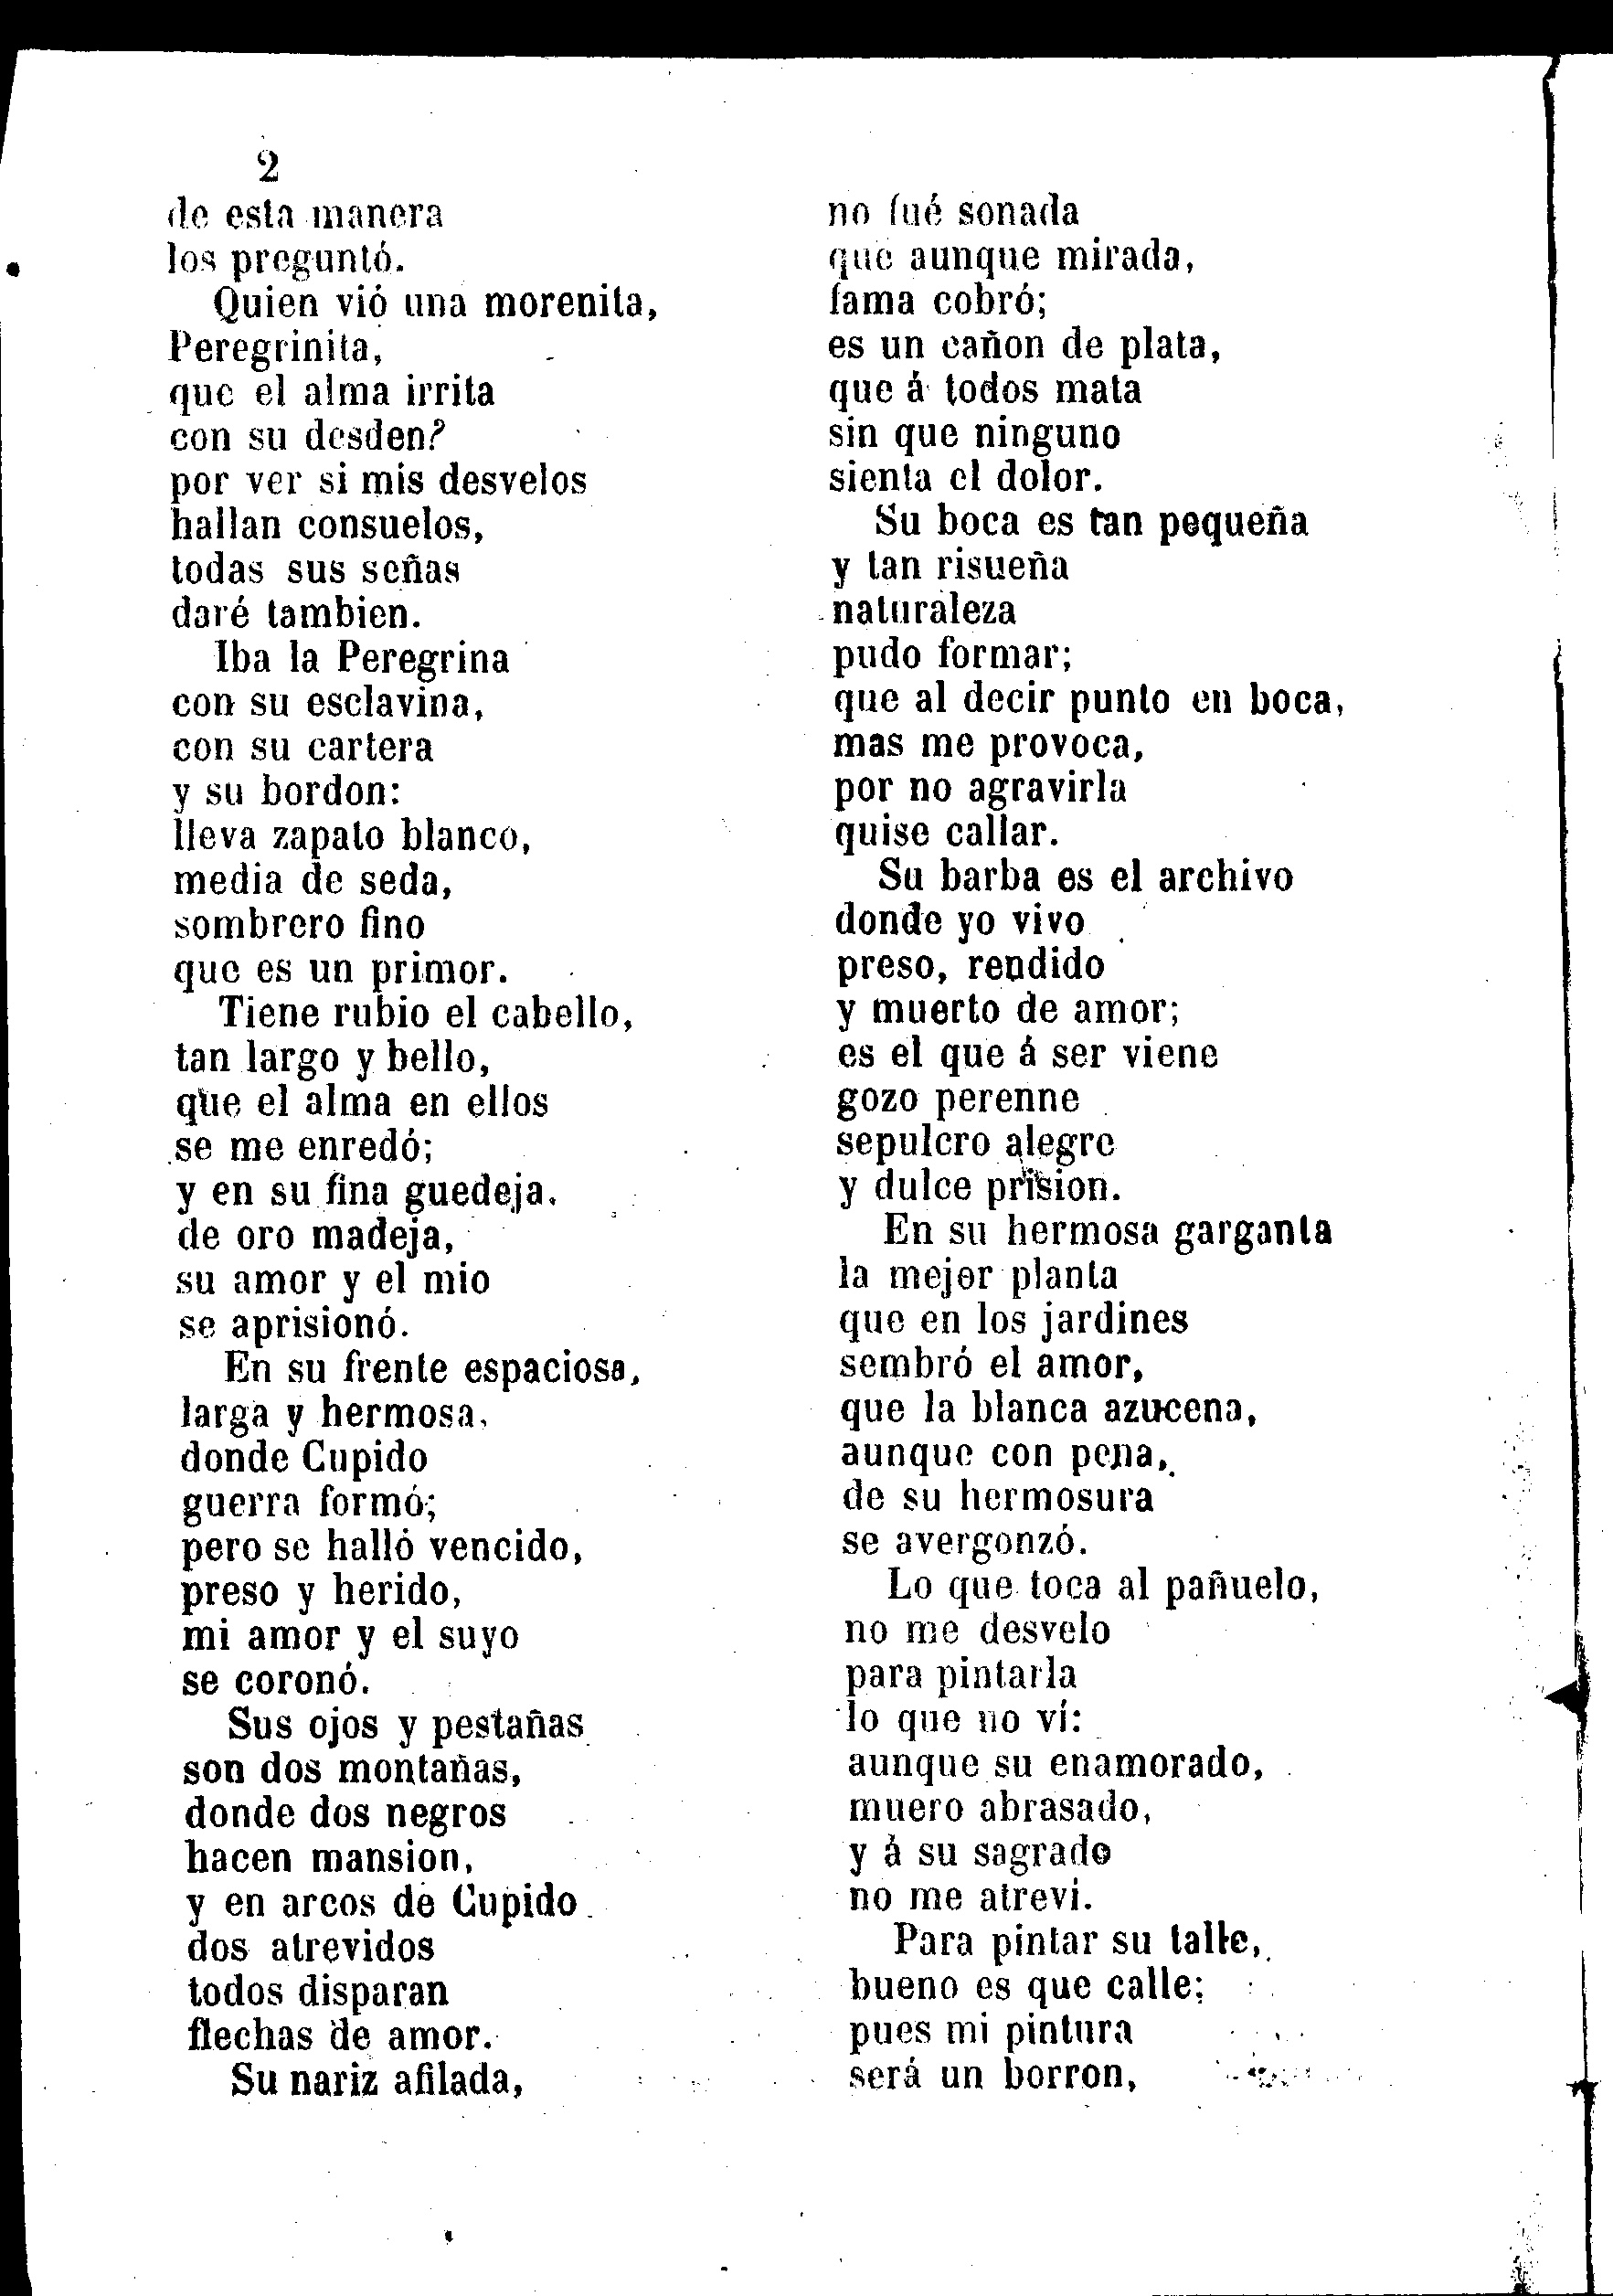 2
de esta manera
los preguntó.
Quien vió una morenita,
Peregrinita,
que el alma irrita
con su desden?
por ver si mis desvelos
hallan consuelos,
todas sus señas
daré tambien.
Iba la Peregrina
con su esclavina,
con su cartera
y su bordon:
lleva zapato blanco,
media de seda,
sombrero fino
que es un primor.
Tiene rubio el cabello,
tan largo y bello,
que el alma en ellos
se me enredó;
y en su fina guedeja.
de oro madeja,
su amor y el mio
se aprisionó.
En su frente espaciosa,
larga y hermosa,
donde Cupido
guerra formó;
pero se halló vencido,
preso y herido,
mi amor y el suyo
se coronó.
Sus ojos y pestañas
son dos montañas,
donde dos negros
hacen mansion,
y en arcos de Cupido
dos atrevidos
todos disparan
flechas de amor.
Su nariz afilada,
no fué sonada
que aunque mirada,
fama cobró;
es un cañon de plata,
que á todos mata
sin que ninguno
sienta el dolor.
Su boca es tan pequeña
y tan risueña
naturaleza
pudo formar;
que al decir punto en boca,
mas me provoca,
por no agravirla
quise callar.
Su barba es el archivo
donde yo vivo
preso, rendido
y muerto de amor;
es el que á ser viene
gozo perenne
sepulcro alegre
y dulce prision.
En su hermosa garganta
la mejor planta
que en los jardines
sembró el amor,
que la blanca azucena,
aunque con pena,
de su hermosura
se avergonzó.
Lo que toca al pañuelo,
no me desvelo
para pintarla
lo que no ví:
aunque su enamorado,
muero abrasado,
y á su sagrado
no me atrevi.
Para pintar su talle,
bueno es que calle;
pues mi pintura
será un borron,